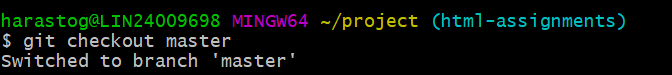 harastog@LIN24009698 MINGW64 ~/project (html-assignments)
$ git checkout master
Switched to branch 'master'